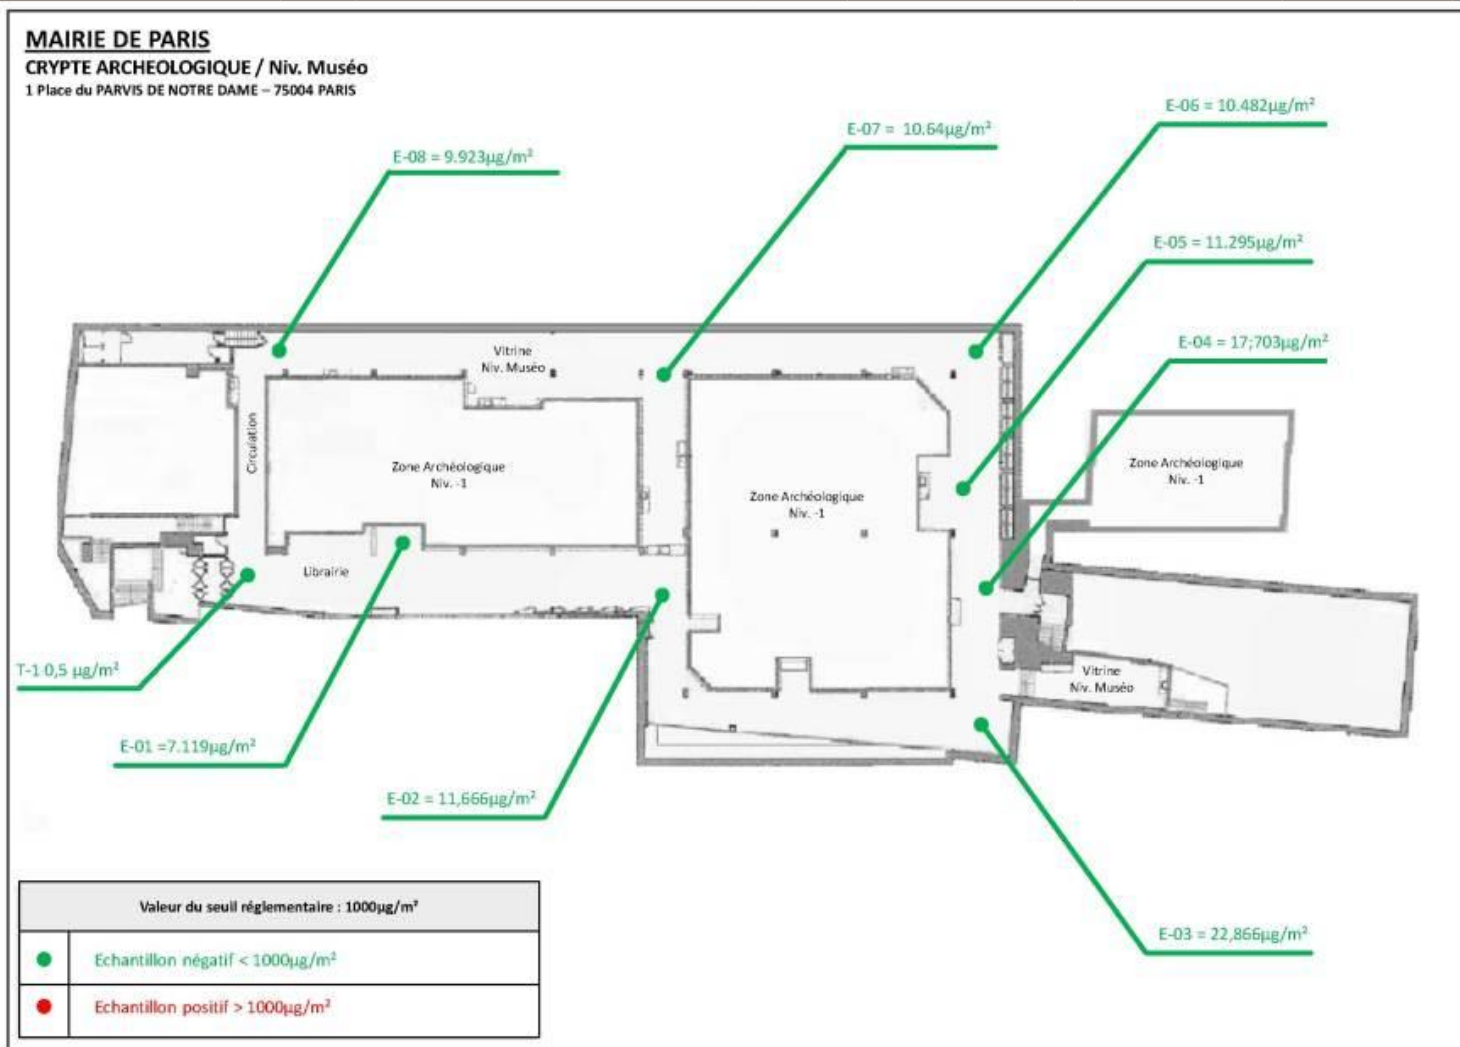 MAIRIE DE PARIS
CRYPTE ARCHEOLOGIQUE / Niv. Muséo
1 Place du PARVIS DE NOTRE DAME – 75004 PARIS
E-06 = 10.482µg/m²
E-07 = 10.64µg/m²
E-08 = 9.923µg/m²
E-05 = 11.295µg/m²
E-04 = 17;703µg/m²
Vitrine
Niv. Muséo
Circulation
Zone Archéologique
Niv. -1
Zone Archéologique
Niv. -1
Zone Archéologique
Niv. -1
Librairie
T-1 0,5 µg/m²
Vitrine
Niv. Muséo
E-01 =7.119µg/m²
E-02 = 11,666µg/m²
E-03 = 22,866µg/m²
Valeur du seuil réglementaire : 1000µg/m²
Echantillon négatif < 1000µg/m²
Echantillon positif > 1000µg/m²